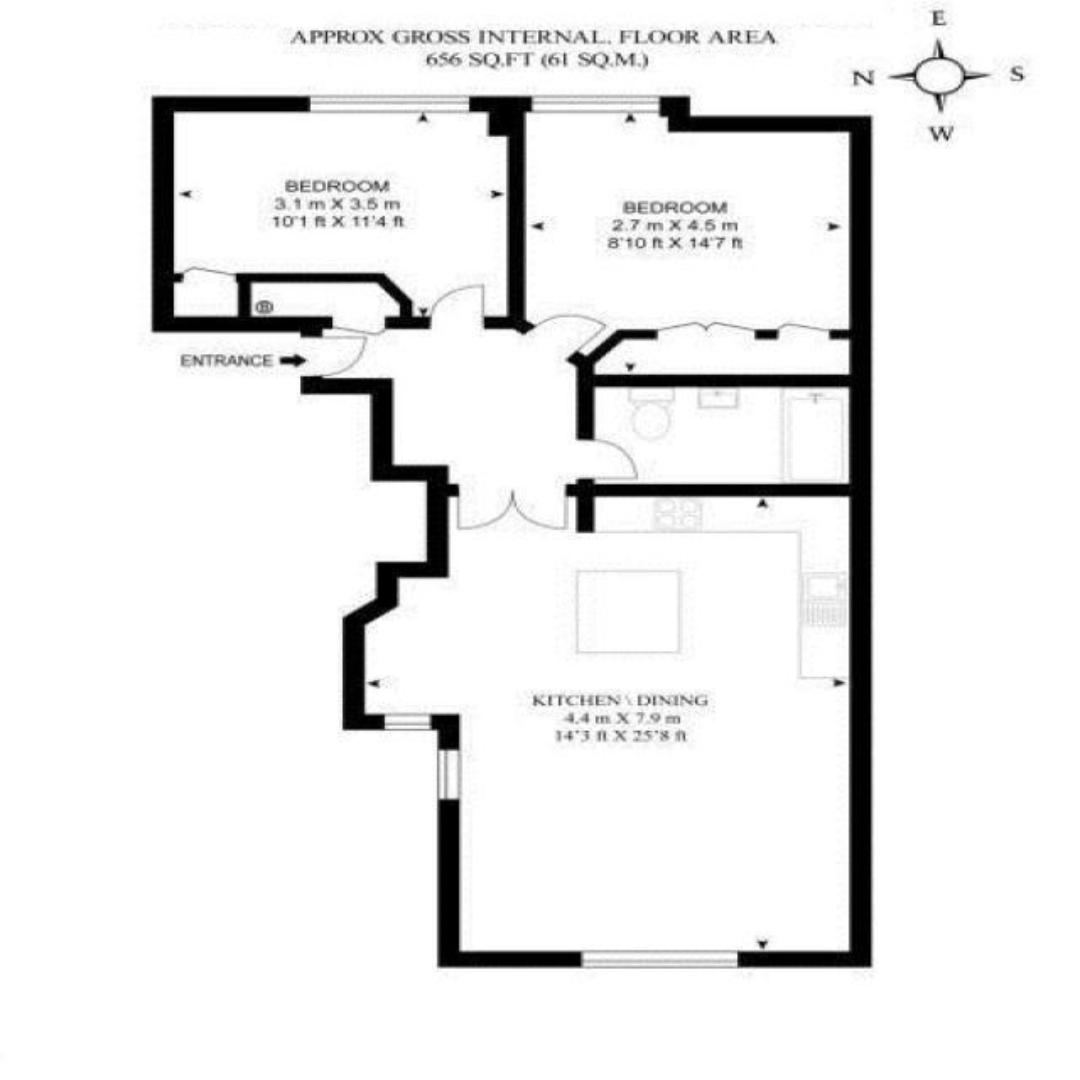 APPROX GROSS INTERNAL. FLOOR AREA
656 SQ.FT (61 SQ.M.)
E
N
S
W
BEDROOM
3.1 m X 3.5 m
10'1 ft X 11'4 ft
BEDROOM
2.7 m X 4.5 m
8'10 ft X 14'7 ft
B
ENTRANCE
KITCHEN \ DINING
4.4 m X 7.9 m
14'3 ft X 25'8 ft